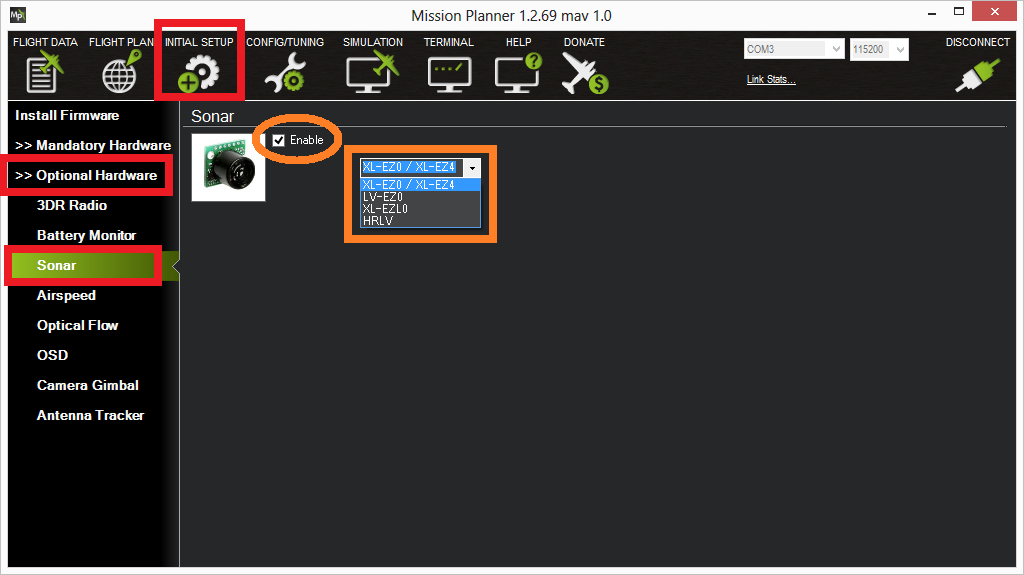 Mp
Mission Planner 1.2.69 mav 1.0
FLIGHT DATA FLIGHT PLAN INITIAL SETUP CONFIG/TUNING SIMULATION TERMINAL HELP DONATE COM3 115200 DISCONNECT
Link Stats...
Install Firmware
>> Mandatory Hardware
>> Optional Hardware
3DR Radio
Battery Monitor
Sonar
Airspeed
Optical Flow
OSD
Camera Gimbal
Antenna Tracker
Sonar
Enable
XL-EZ0 / XL-EZ4
XL-EZ0 / XL-EZ4
LV-EZ0
XL-EZL0
HRLV